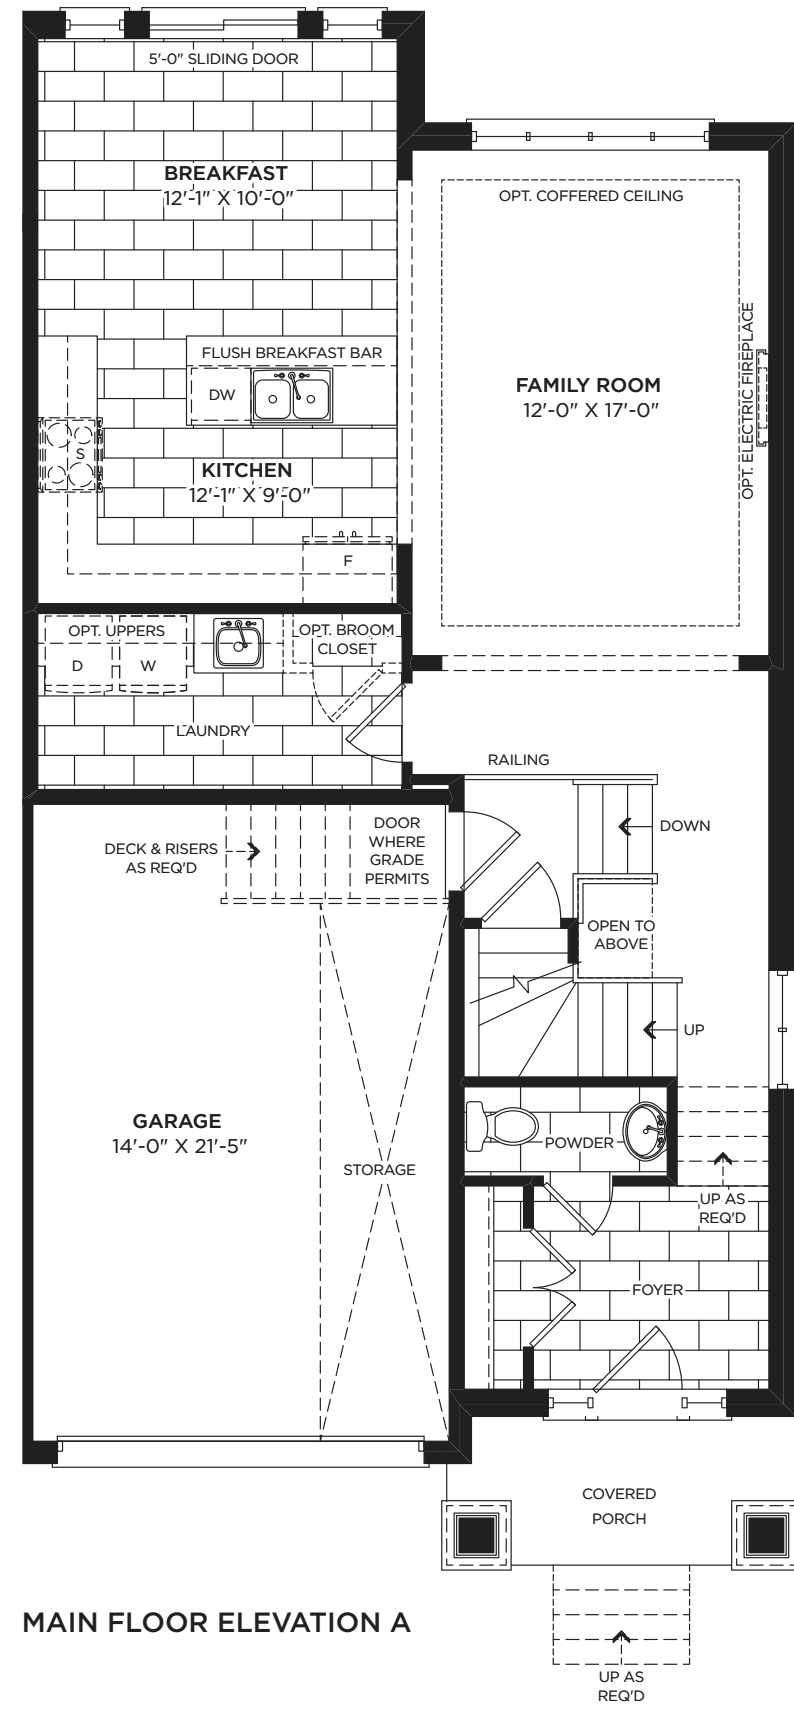 5'-0" SLIDING DOOR
BREAKFAST
12'-1" X 10'-0"
OPT. COFFERED CEILING
FLUSH BREAKFAST BAR
DW
FAMILY ROOM
12'-0" X 17'-0"
OPT. ELECTRIC FIREPLACE
S
KITCHEN
12'-1" X 9'-0"
F
OPT. UPPERS
D
W
OPT. BROOM
CLOSET
LAUNDRY
RAILING
DECK & RISERS
AS REQ'D
DOOR
WHERE
GRADE
PERMITS
DOWN
OPEN TO
ABOVE
UP
GARAGE
14'-0" X 21'-5"
STORAGE
POWDER
UP AS
REQ'D
FOYER
COVERED
PORCH
MAIN FLOOR ELEVATION A
UP AS
REQ'D